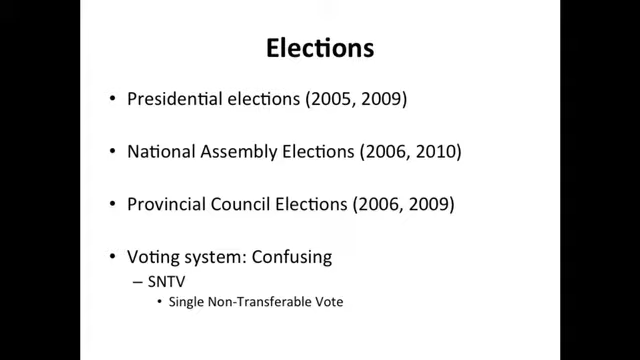 Elections
• Presidential elections (2005, 2009)
• National Assembly Elections (2006, 2010)
• Provincial Council Elections (2006, 2009)
• Voting system: Confusing
– SNTV
• Single Non-Transferable Vote